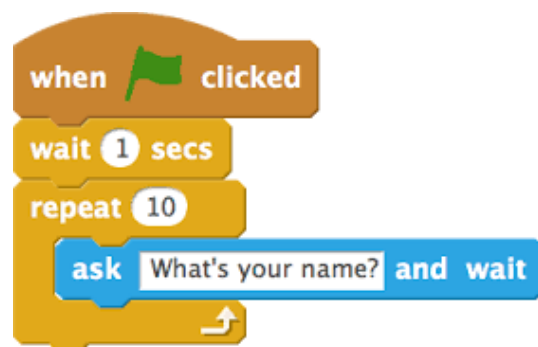 when clicked
wait 1 secs
repeat 10
ask What's your name? and wait